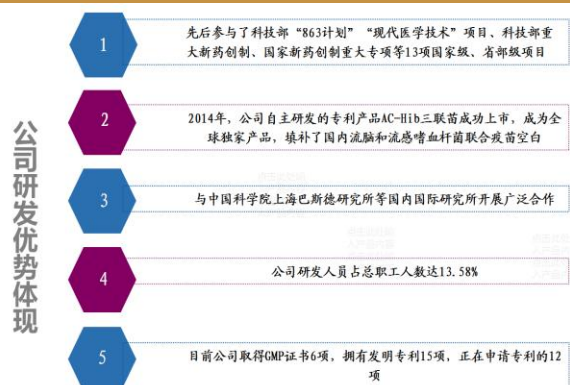 公司研发优势体现
1
先后参与了科技部“863计划”“现代医学技术”项目、科技部重
大新药创制、国家新药创制重大专项等13项国家级、省部级项目
2
2014年，公司自主研发的专利产品AC-Hib三联苗成功上市，成为全
球独家产品，填补了国内流脑和流感嗜血杆菌联合疫苗空白
3
与中国科学院上海巴斯德研究所等国内国际研究所开展广泛合作
4
公司研发人员占总职工人数达13.58%
5
目前公司取得GMP证书6项，拥有发明专利15项，正在申请专利的12
项